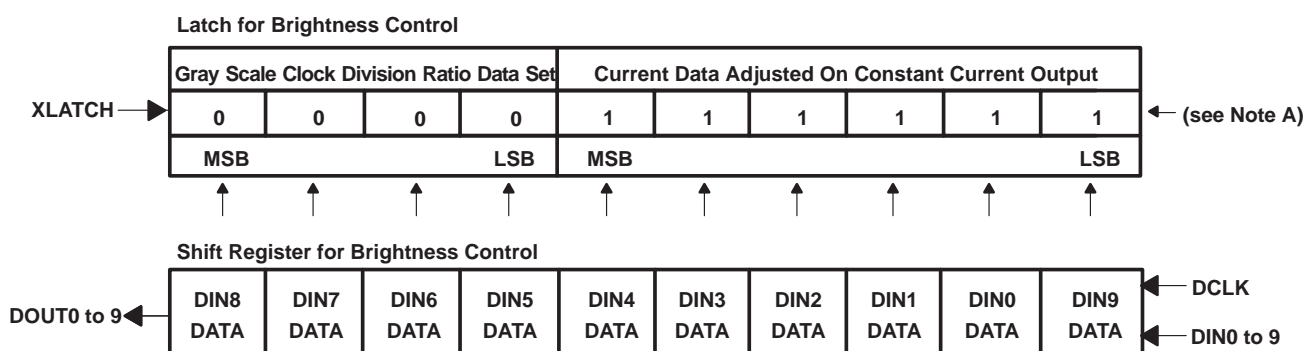 Latch for Brightness Control
Gray Scale Clock Division Ratio Data Set Current Data Adjusted On Constant Current Output
XLATCH 0 0 0 0 1 1 1 1 1 1 (see Note A)
MSB LSB MSB LSB
Shift Register for Brightness Control
DIN8 DIN7 DIN6 DIN5 DIN4 DIN3 DIN2 DIN1 DIN0 DIN9 DCLK
DOUT0 to 9 DATA DATA DATA DATA DATA DATA DATA DATA DATA DATA DIN0 to 9